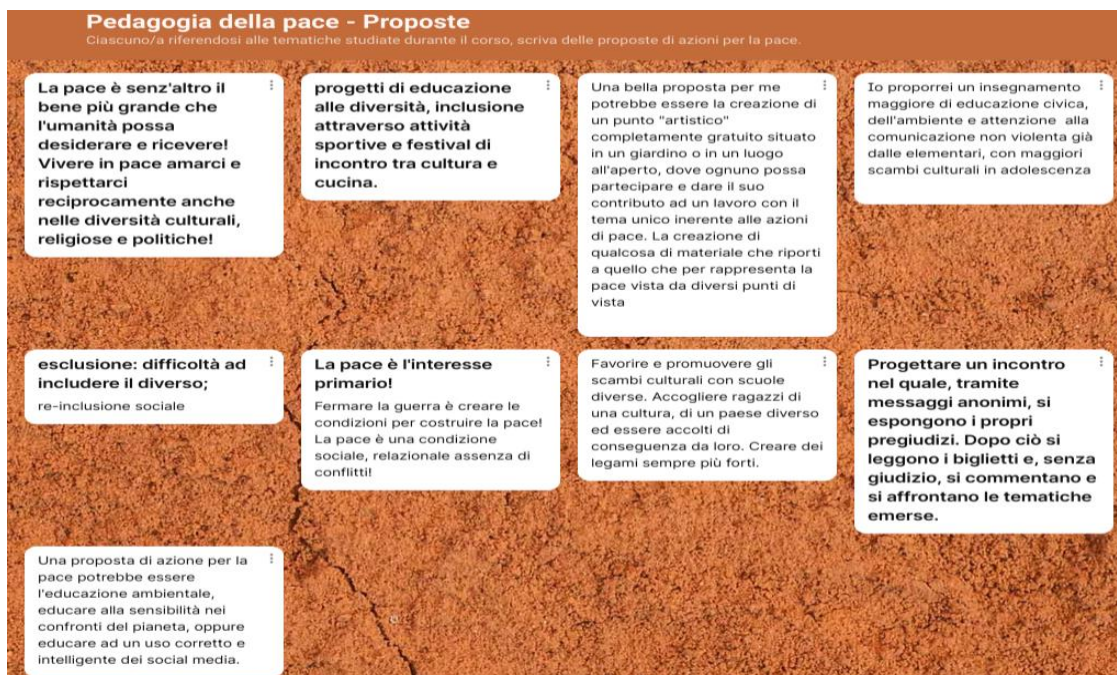 Pedagogia della pace - Proposte
Ciascuno/a riferendosi alle tematiche studiate durante il corso, scriva delle proposte di azioni per la pace.
La pace è senz'altro il
bene più grande che
l'umanità possa
desiderare e ricevere!
Vivere in pace amarci e
rispettarci
reciprocamente anche
nelle diversità culturali,
religiose e politiche!
progetti di educazione
alle diversità, inclusione
attraverso attività
sportive e festival di
incontro tra cultura e
cucina.
Una bella proposta per me
potrebbe essere la creazione di
un punto "artistico"
completamente gratuito situato
in un giardino o in un luogo
all'aperto, dove ognuno possa
partecipare e dare il suo
contributo ad un lavoro con il
tema unico inerente alle azioni
di pace. La creazione di
qualcosa di materiale che riporti
a quello che per rappresenta la
pace vista da diversi punti di
vista
Io proporrei un insegnamento
maggiore di educazione civica,
dell'ambiente e attenzione alla
comunicazione non violenta già
dalle elementari, con maggiori
scambi culturali in adolescenza
esclusione: difficoltà ad
includere il diverso;
re-inclusione sociale
La pace è l'interesse
primario!
Fermare la guerra è creare le
condizioni per costruire la pace!
La pace è una condizione
sociale, relazionale assenza di
conflitti!
Favorire e promuovere gli
scambi culturali con scuole
diverse. Accogliere ragazzi di
una cultura, di un paese diverso
ed essere accolti di
conseguenza da loro. Creare dei
legami sempre più forti.
Progettare un incontro
nel quale, tramite
messaggi anonimi, si
espongono i propri
pregiudizi. Dopo ciò si
leggono i biglietti e, senza
giudizio, si commentano e
si affrontano le tematiche
emerse.
Una proposta di azione per la
pace potrebbe essere
l'educazione ambientale,
educare alla sensibilità nei
confronti del pianeta, oppure
educare ad un uso corretto e
intelligente dei social media.